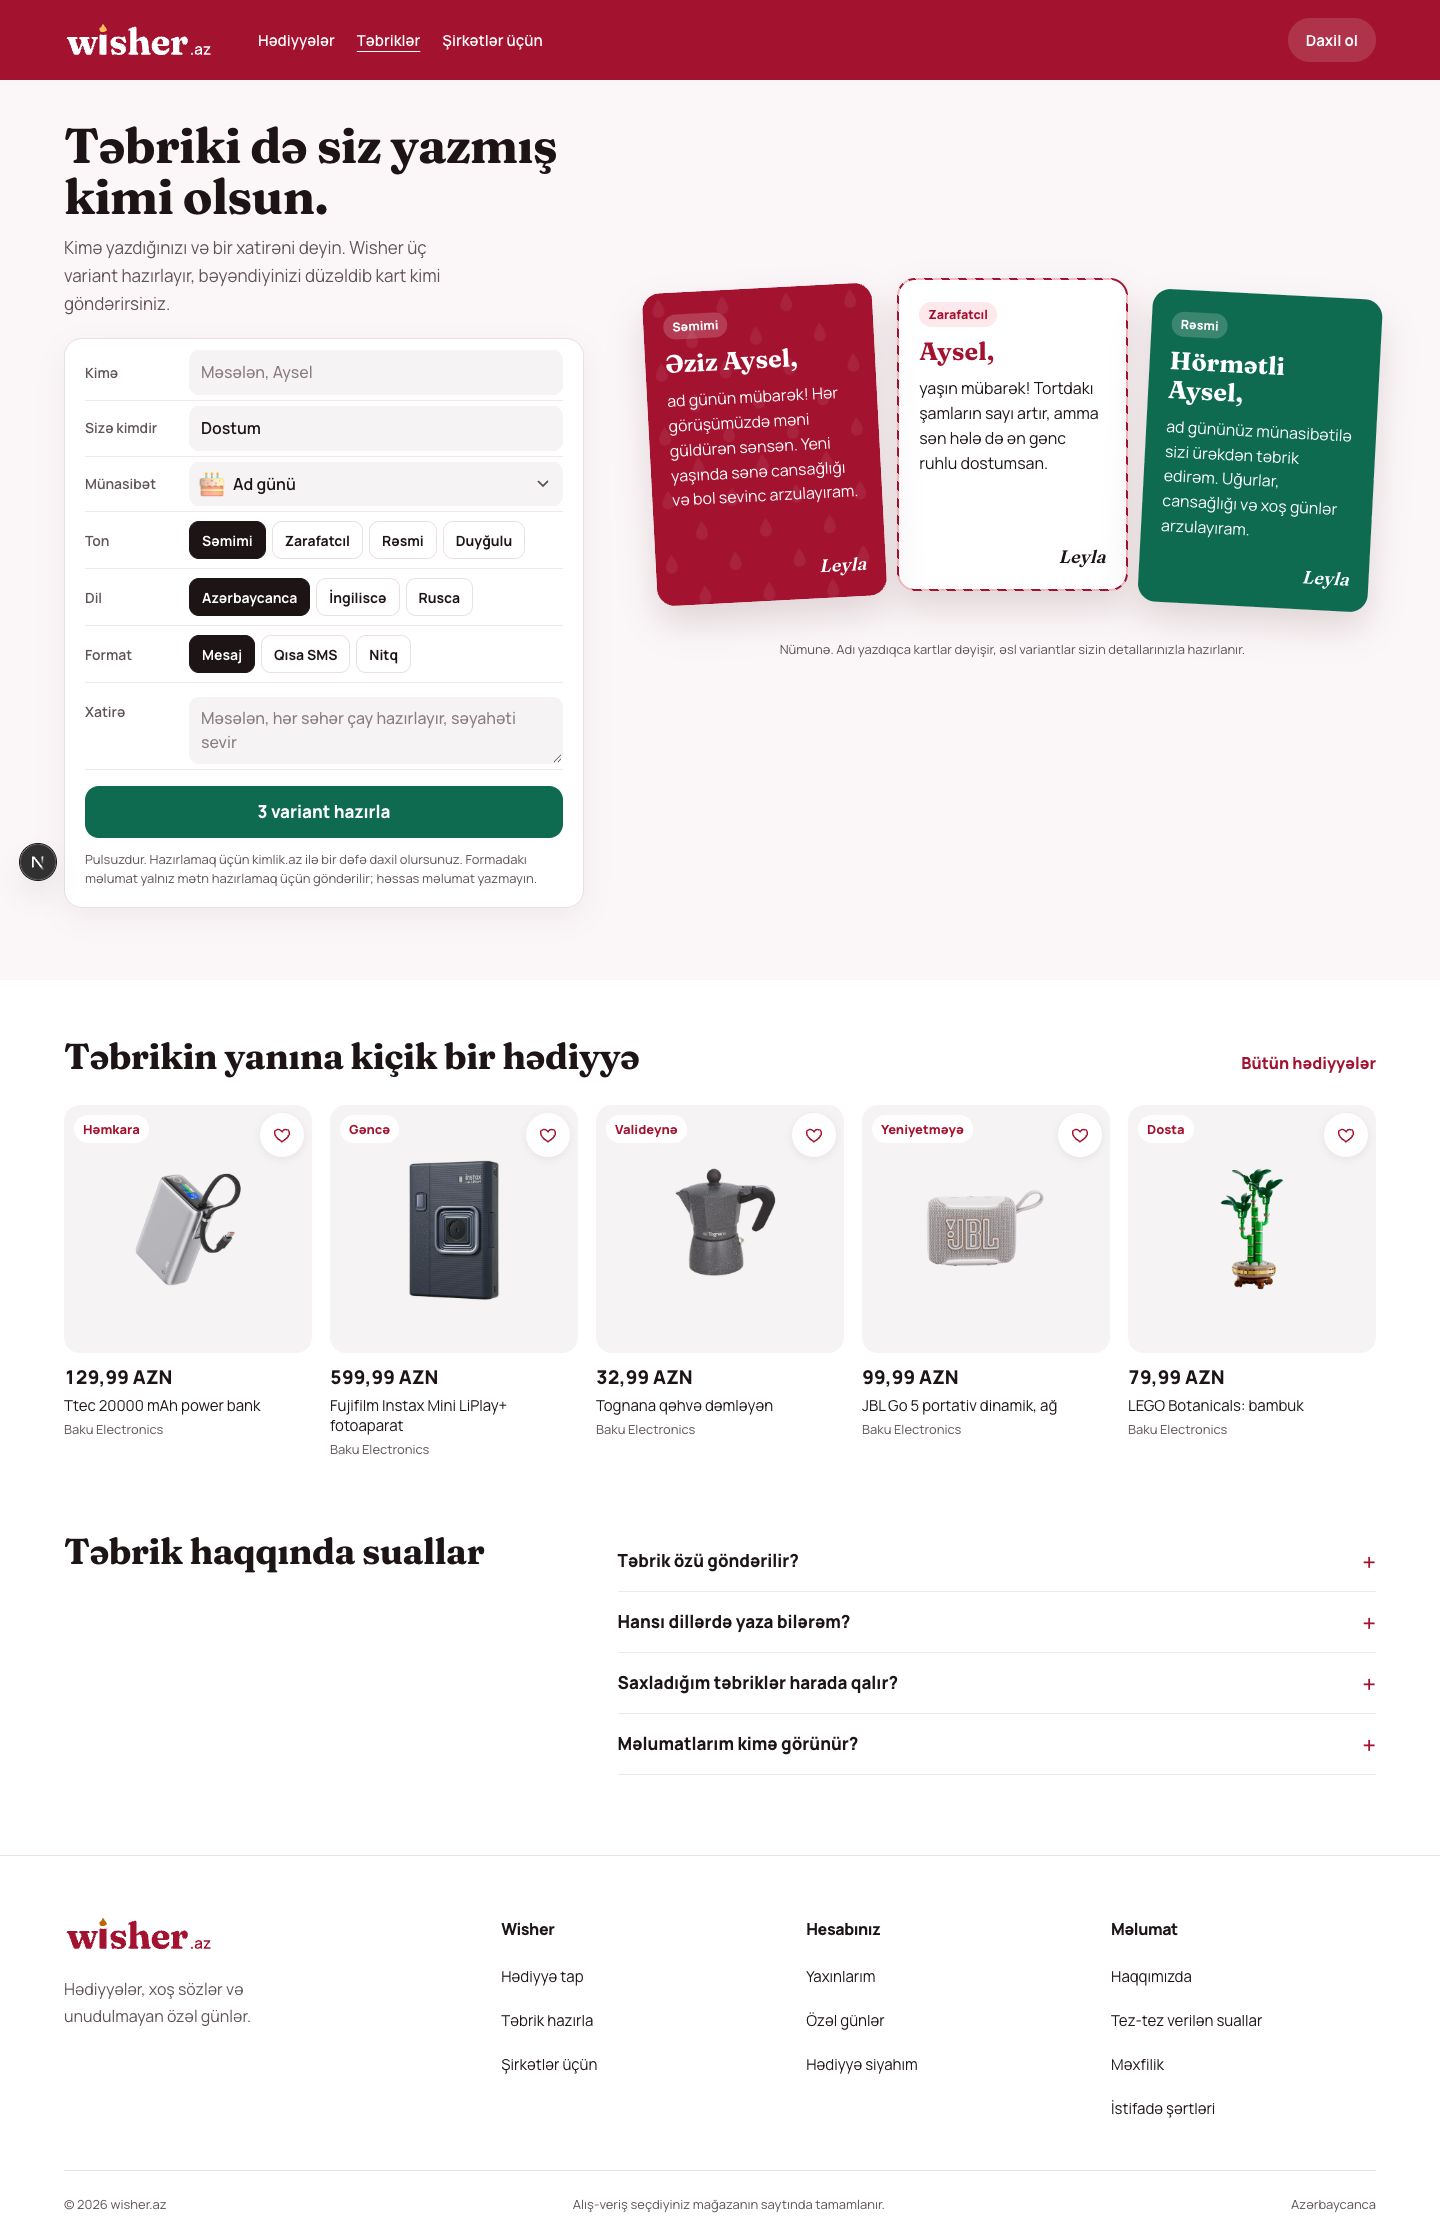 wisher.az
Hədiyyələr
Təbriklər
Şirkətlər üçün
Daxil ol
Təbriki də siz yazmış
kimi olsun.
Kimə yazdığınızı və bir xatirəni deyin. Wisher üç
variant hazırlayır, bəyəndiyinizi düzəldib kart kimi
göndərirsiniz.
Kimə
Məsələn, Aysel
Sizə kimdir
Dostum
Münasibət
Ad günü
Ton
Səmimi
Zarafatcıl
Rəsmi
Duyğulu
Dil
Azərbaycanca
İngiliscə
Rusca
Format
Mesaj
Qısa SMS
Nitq
Xatirə
Məsələn, hər səhər çay hazırlayır, səyahəti
sevir
3 variant hazırla
Pulsuzdur. Hazırlamaq üçün kimlik.az ilə bir dəfə daxil olursunuz. Formadakı
məlumat yalnız mətn hazırlamaq üçün göndərilir; həssas məlumat yazmayın.
N
Səmimi
Əziz Aysel,
ad günün mübarək! Hər
görüşümüzdə məni
güldürən sənsən. Yeni
yaşında sənə cansağlığı
və bol sevinc arzulayıram.
Leyla
Zarafatcıl
Aysel,
yaşın mübarək! Tortdakı
şamların sayı artır, amma
sən hələ də ən gənc
ruhlu dostumsan.
Leyla
Rəsmi
Hörmətli
Aysel,
ad gününüz münasibətilə
sizi ürəkdən təbrik
edirəm. Uğurlar,
cansağlığı və xoş günlər
arzulayıram.
Leyla
Nümunə. Adı yazdıqca kartlar dəyişir, əsl variantlar sizin detallarınızla hazırlanır.
Təbrikin yanına kiçik bir hədiyyə
Bütün hədiyyələr
Həmkara
129,99 AZN
Ttec 20000 mAh power bank
Baku Electronics
Gəncə
instax
599,99 AZN
Fujifilm Instax Mini LiPlay+
fotoaparat
Baku Electronics
Valideynə
Tognana
32,99 AZN
Tognana qəhvə dəmləyən
Baku Electronics
Yeniyetməyə
JBL
99,99 AZN
JBL Go 5 portativ dinamik, ağ
Baku Electronics
Dosta
79,99 AZN
LEGO Botanicals: bambuk
Baku Electronics
Təbrik haqqında suallar
Təbrik özü göndərilir?
+
Hansı dillərdə yaza bilərəm?
+
Saxladığım təbriklər harada qalır?
+
Məlumatlarım kimə görünür?
+
wisher.az
Hədiyyələr, xoş sözlər və
unudulmayan özəl günlər.
Wisher
Hədiyyə tap
Təbrik hazırla
Şirkətlər üçün
Hesabınız
Yaxınlarım
Özəl günlər
Hədiyyə siyahım
Məlumat
Haqqımızda
Tez-tez verilən suallar
Məxfilik
İstifadə şərtləri
© 2026 wisher.az
Alış-veriş seçdiyiniz mağazanın saytında tamamlanır.
Azərbaycanca